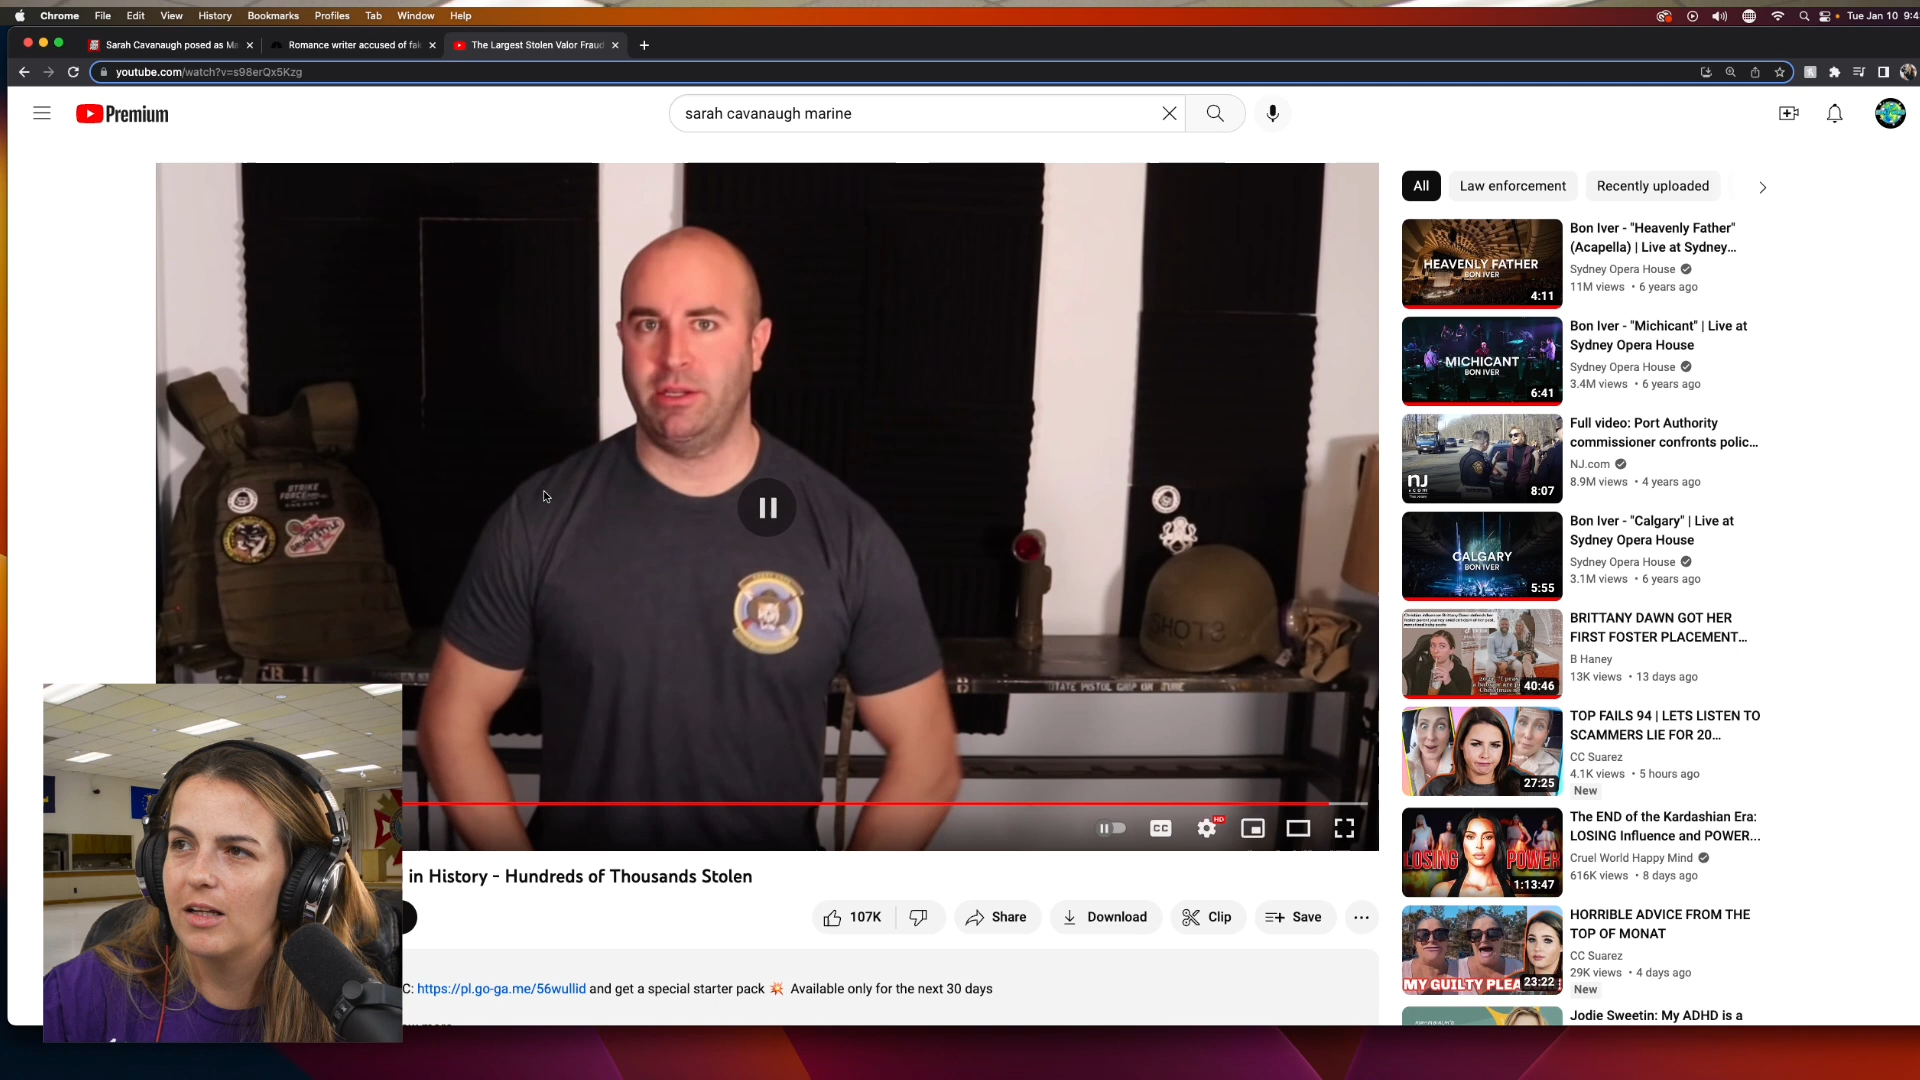 Chrome File Edit View History Bookmarks Profiles Tab Window Help
Tue Jan 10 9:4
Sarah Cavanaugh posed as Ma
Romance writer accused of fak
The Largest Stolen Valor Fraud
youtube.com/watch?v=s98erQx5Kzg
Premium
sarah cavanaugh marine
All
Law enforcement
Recently uploaded
HEAVENLY FATHER
BON IVER
4:11
Bon Iver - "Heavenly Father"
(Acapella) | Live at Sydney...
Sydney Opera House
11M views • 6 years ago
MICHICANT
BON IVER
6:41
Bon Iver - "Michicant" | Live at
Sydney Opera House
Sydney Opera House
3.4M views • 6 years ago
nj
.com
8:07
Full video: Port Authority
commissioner confronts polic...
NJ.com
8.9M views • 4 years ago
CALGARY
BON IVER
5:55
Bon Iver - "Calgary" | Live at
Sydney Opera House
Sydney Opera House
3.1M views • 6 years ago
40:46
BRITTANY DAWN GOT HER
FIRST FOSTER PLACEMENT...
B Haney
13K views • 13 days ago
27:25
TOP FAILS 94 | LETS LISTEN TO
SCAMMERS LIE FOR 20...
CC Suarez
4.1K views • 5 hours ago
New
LOSING POWER
1:13:47
The END of the Kardashian Era:
LOSING Influence and POWER...
Cruel World Happy Mind
616K views • 8 days ago
MY GUILTY PLEA
23:22
HORRIBLE ADVICE FROM THE
TOP OF MONAT
CC Suarez
29K views • 4 days ago
New
Jodie Sweetin: My ADHD is a
STRIKE
FORCE
SHOTS
CC
HD
in History - Hundreds of Thousands Stolen
107K
Share
Download
Clip
Save
C: https://pl.go-ga.me/56wullid and get a special starter pack 💥 Available only for the next 30 days